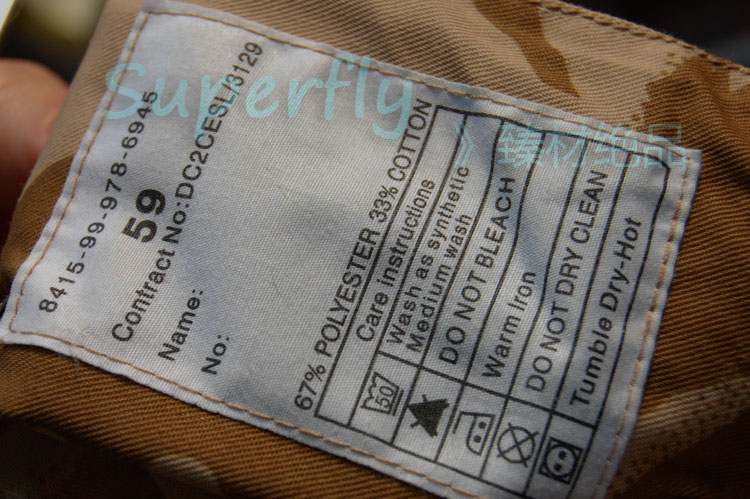 Superfly
》臻材绝品
8415-99-978-6945
59
Contract No: DC2CESL/3129
Name:
No:
67% POLYESTER 33% COTTON
Care instructions
50
Wash as synthetic
Medium wash
DO NOT BLEACH
Warm Iron
DO NOT DRY CLEAN
Tumble Dry-Hot